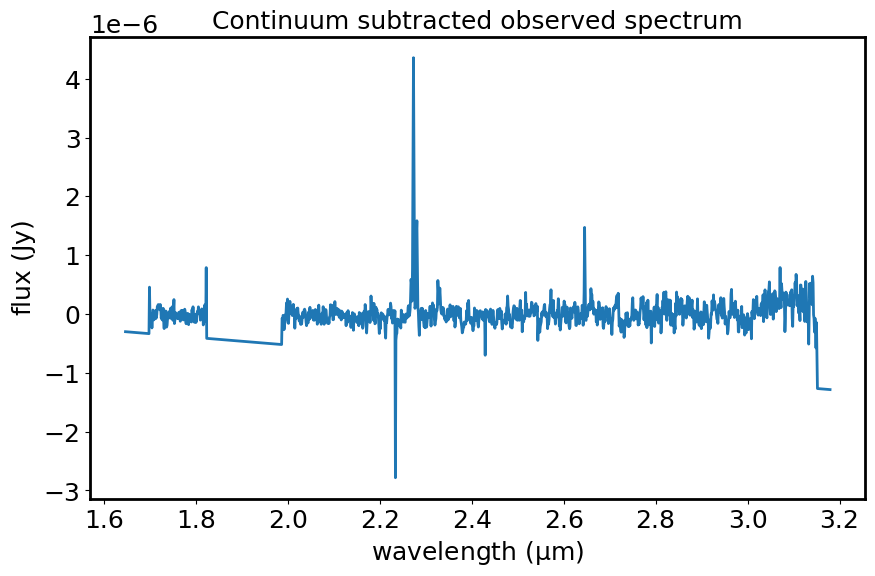 Continuum subtracted observed spectrum
1e−6
4
3
2
1
0
−1
−2
−3
flux (Jy)
1.6 1.8 2.0 2.2 2.4 2.6 2.8 3.0 3.2
wavelength (μm)